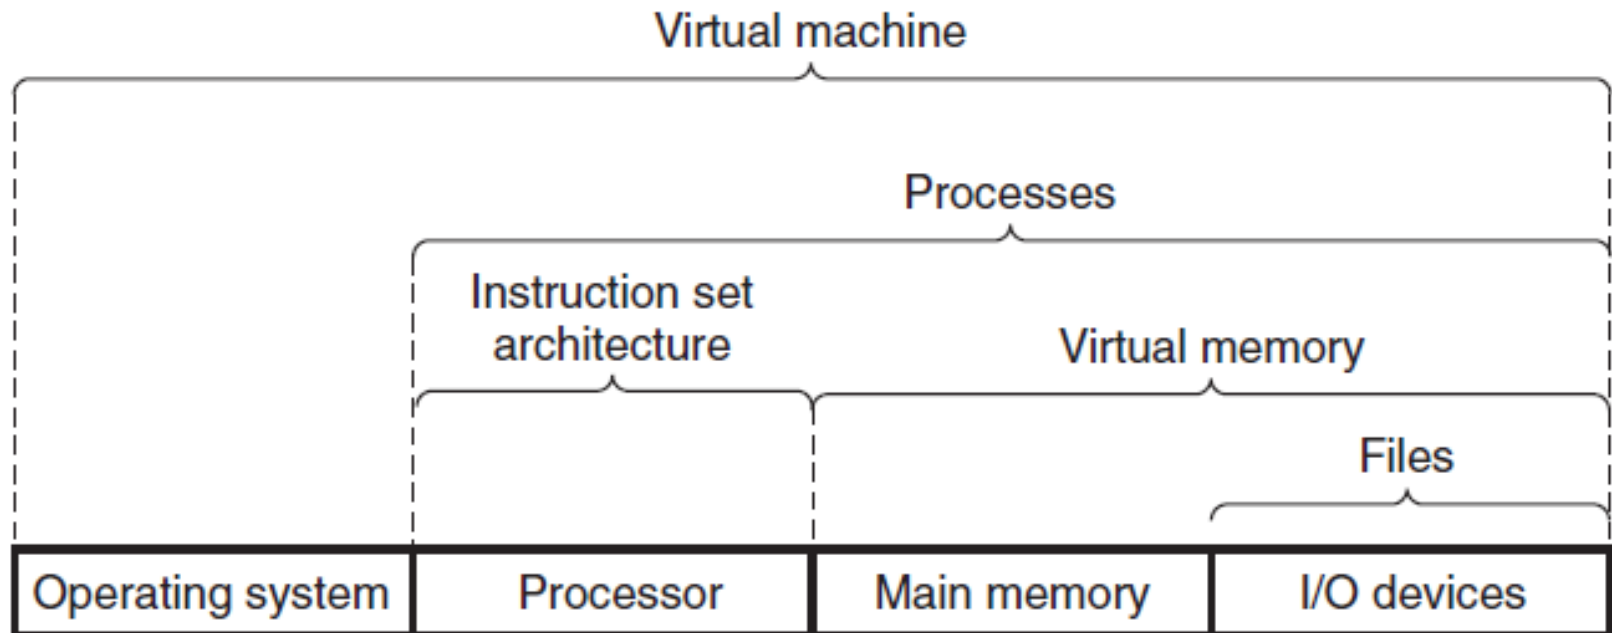 Virtual machine
Processes
Instruction set
architecture
Virtual memory
Files
Operating system
Processor
Main memory
I/O devices